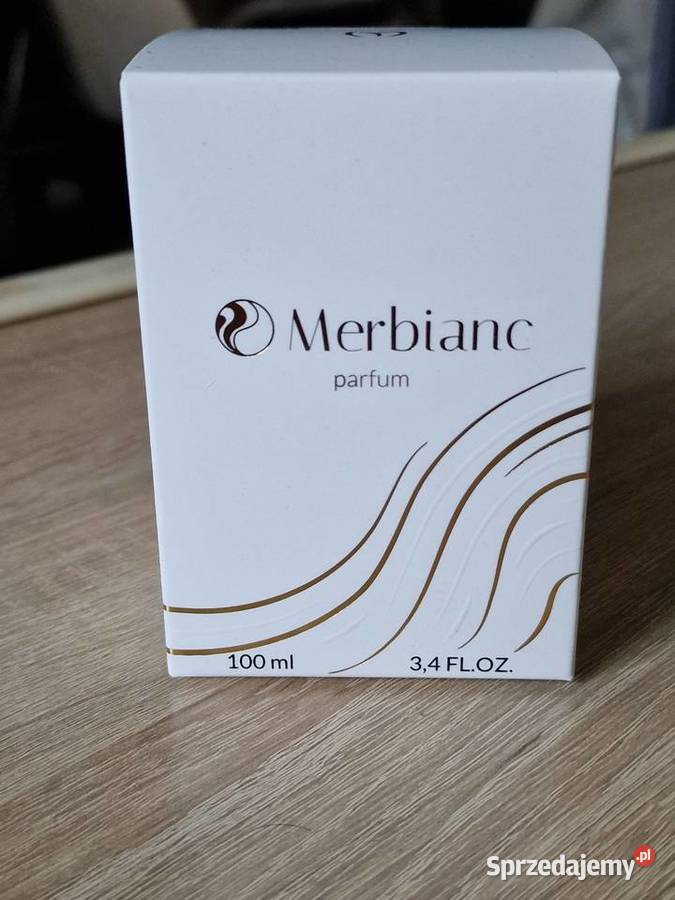 Merbianc
parfum
100 ml 3,4 FL.OZ.
Sprzedajemy.pl